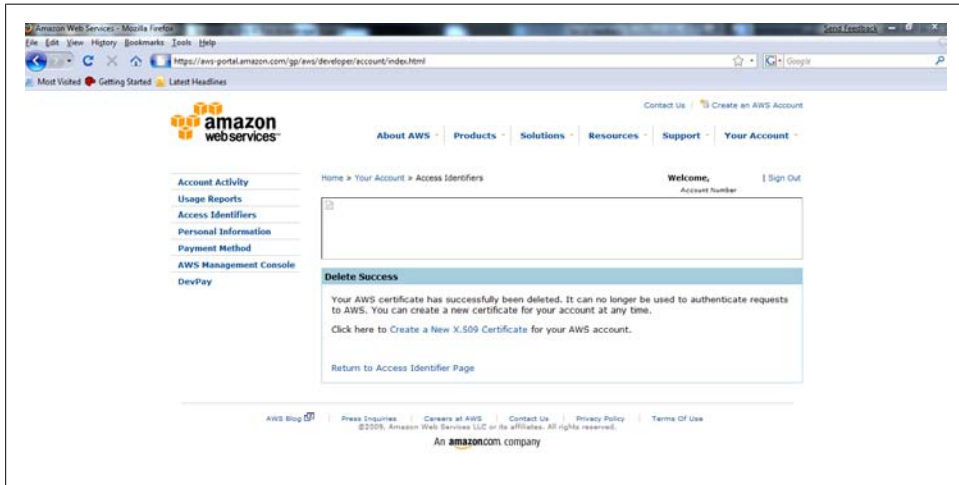 Amazon Web Services - Mozilla Firefox
Send Feedback
File Edit View History Bookmarks Tools Help
https://aws-portal.amazon.com/gp/aws/developer/account/index.html
Google
Most Visited Getting Started Latest Headlines
Contact Us | Create an AWS Account
amazon
webservices™
About AWS Products Solutions Resources Support Your Account
Home > Your Account > Access Identifiers
Welcome, | Sign Out
Account Number
Account Activity
Usage Reports
Access Identifiers
Personal Information
Payment Method
AWS Management Console
DevPay
Delete Success
Your AWS certificate has successfully been deleted. It can no longer be used to authenticate requests
to AWS. You can create a new certificate for your account at any time.
Click here to Create a New X.509 Certificate for your AWS account.
Return to Access Identifier Page
AWS Blog | Press Inquiries | Careers at AWS | Contact Us | Privacy Policy | Terms Of Use
©2009, Amazon Web Services LLC or its affiliates. All rights reserved.
An amazon.com. company